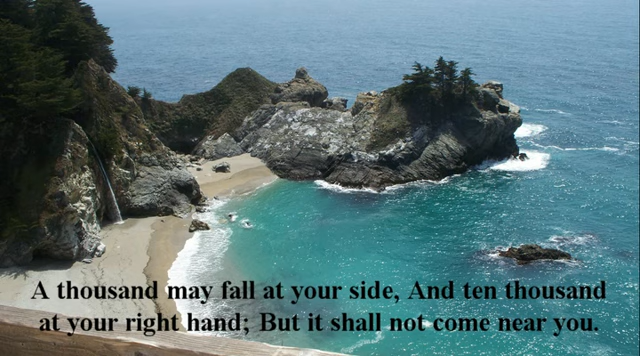 A thousand may fall at your side, And ten thousand
at your right hand; But it shall not come near you.